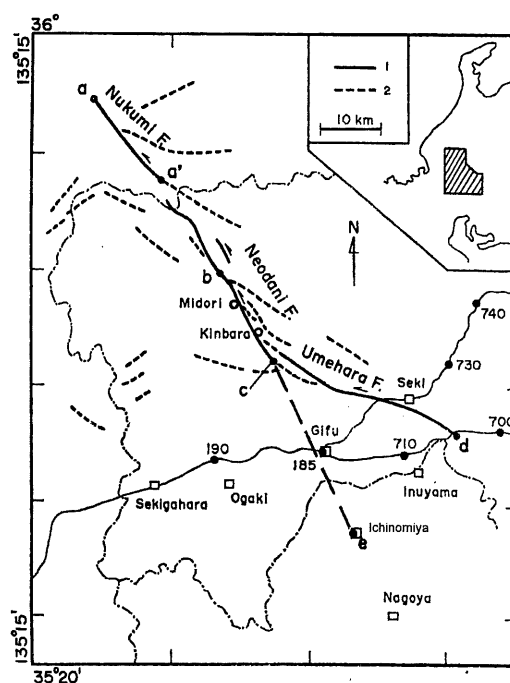 36°
135°15'
1
2
10 km
a
Nukumi F.
a'
N
b
Neodani F.
Midori
Kinbara
740
730
Umehara F.
c
Seki
Gifu
700
190
185
710
d
Sekigahara
Ogaki
Inuyama
Ichinomiya
e
Nagoya
135°15'
35°20'